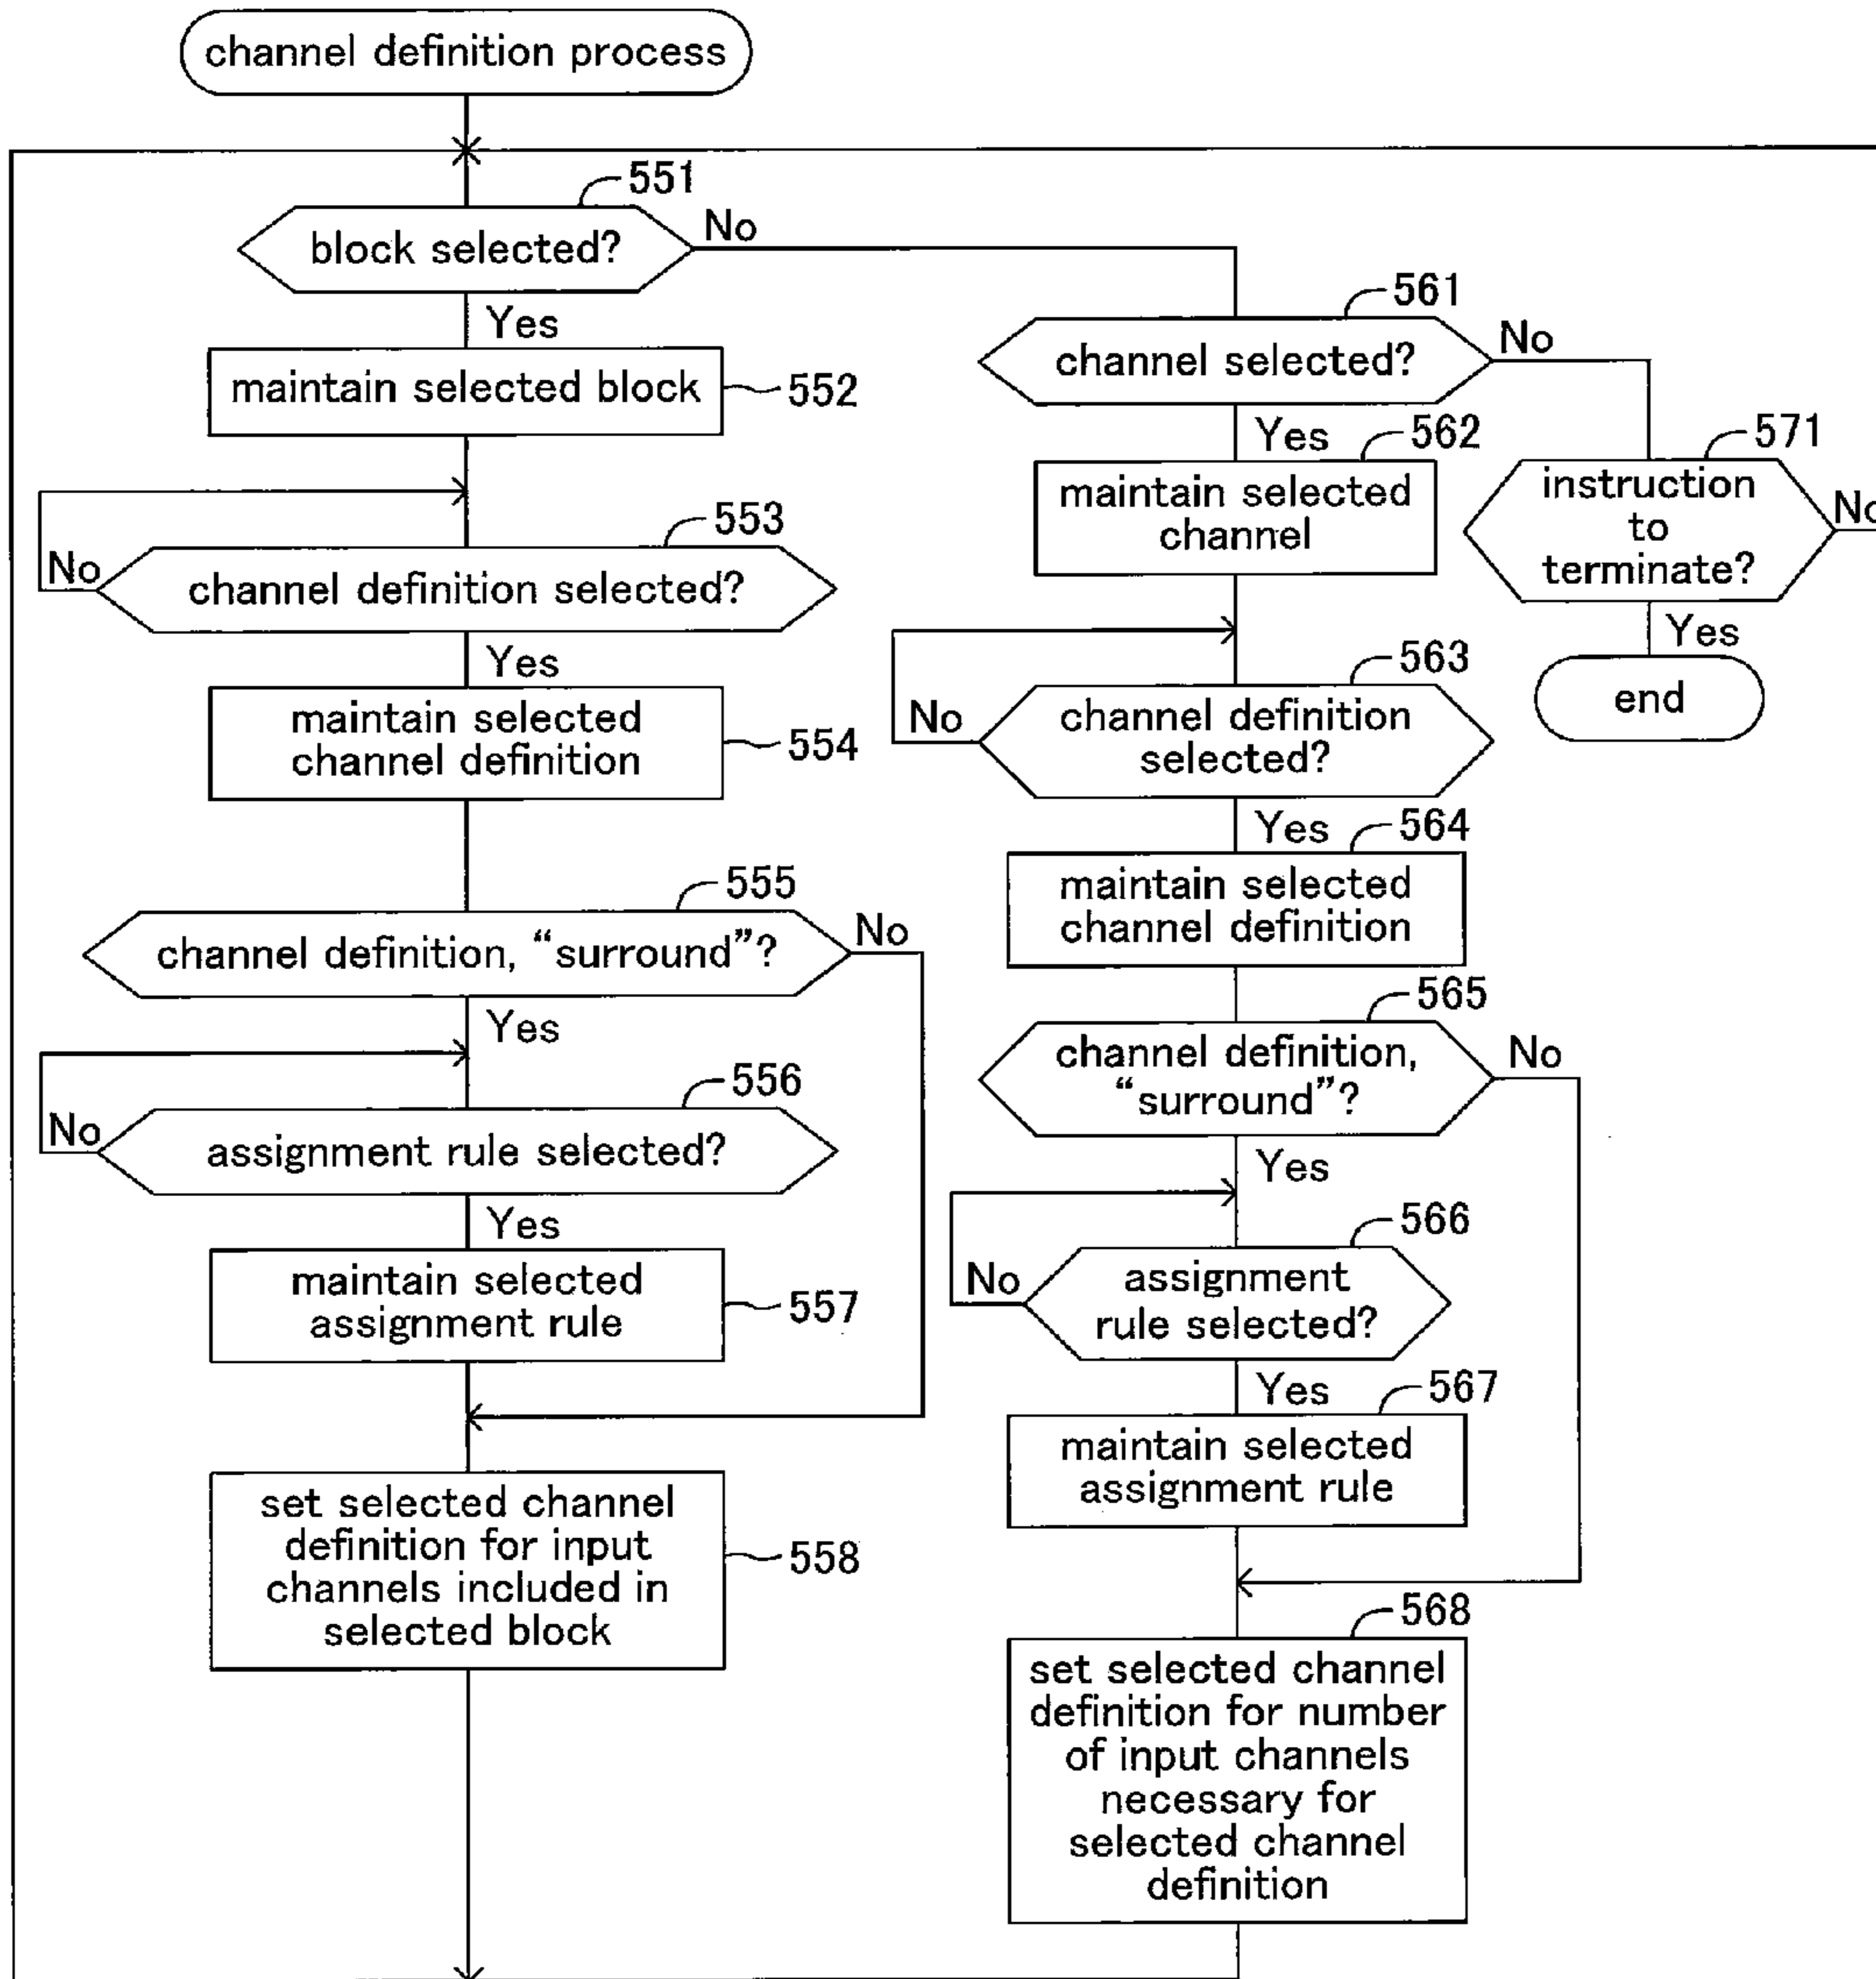 channel definition process
551
block selected?
No
Yes
maintain selected block
552
553
channel definition selected?
No
Yes
maintain selected
channel definition
554
555
channel definition, “surround”?
No
Yes
556
assignment rule selected?
No
Yes
maintain selected
assignment rule
557
set selected channel
definition for input
channels included in
selected block
558
561
channel selected?
No
Yes
562
maintain selected
channel
563
channel definition
selected?
No
Yes
564
maintain selected
channel definition
565
channel definition,
“surround”?
No
Yes
566
assignment
rule selected?
No
Yes
567
maintain selected
assignment rule
568
set selected channel
definition for number
of input channels
necessary for
selected channel
definition
571
instruction
to
terminate?
No
Yes
end